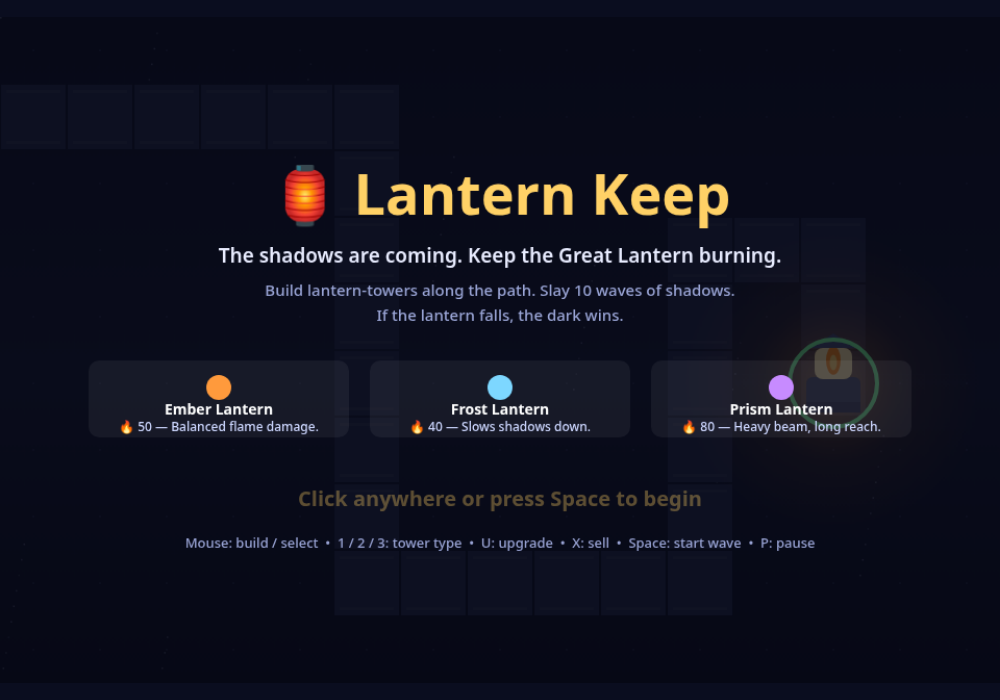 Lantern Keep
The shadows are coming. Keep the Great Lantern burning.
Build lantern-towers along the path. Slay 10 waves of shadows.
If the lantern falls, the dark wins.
Ember Lantern
🔥 50 — Balanced flame damage.
Frost Lantern
🔥 40 — Slows shadows down.
Prism Lantern
🔥 80 — Heavy beam, long reach.
Click anywhere or press Space to begin
Mouse: build / select • 1 / 2 / 3: tower type • U: upgrade • X: sell • Space: start wave • P: pause